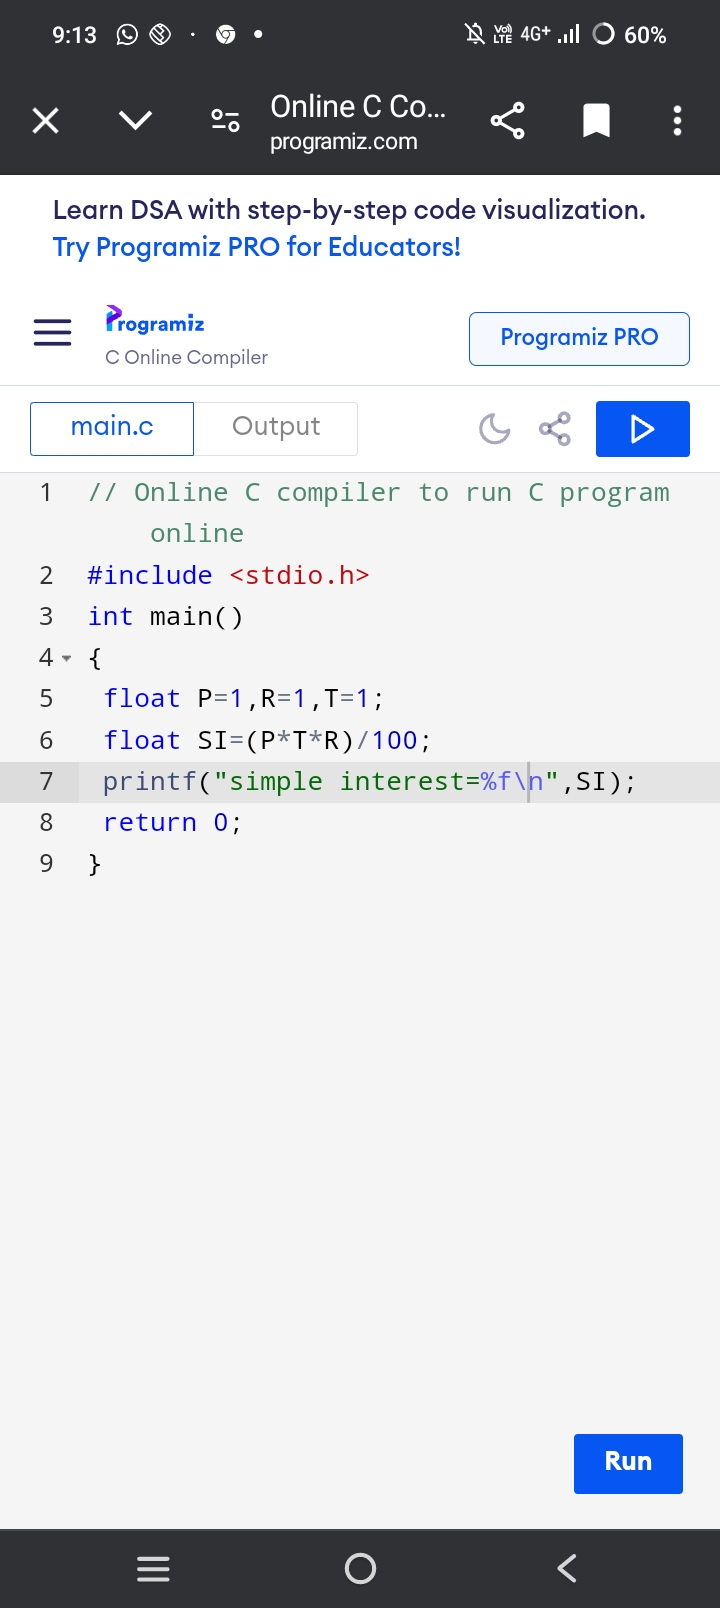 9:13
Vo) LTE 4G+ 60%
Online C Co...
programiz.com
Learn DSA with step-by-step code visualization.
Try Programiz PRO for Educators!
Programiz
C Online Compiler
Programiz PRO
main.c Output
1 // Online C compiler to run C program
online
2 #include <stdio.h>
3 int main()
4 {
5 float P=1,R=1,T=1;
6 float SI=(P*T*R)/100;
7 printf("simple interest=%f\n",SI);
8 return 0;
9 }
Run